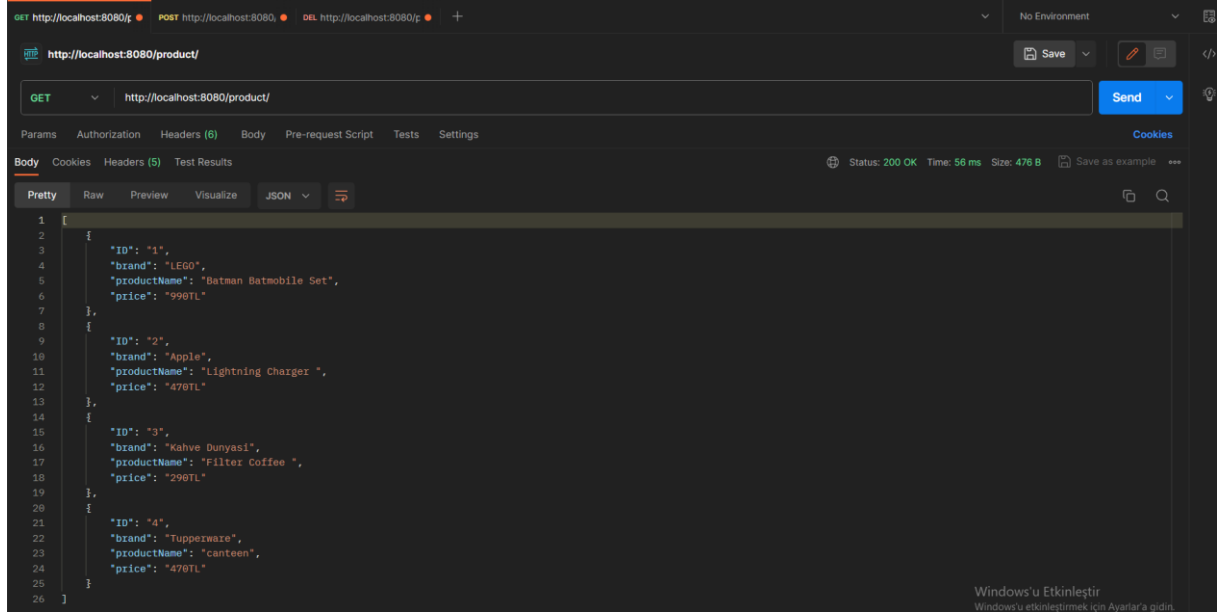 GET http://localhost:8080/p POST http://localhost:8080/ DEL http://localhost:8080/p + No Environment
HTTP http://localhost:8080/product/ Save
GET http://localhost:8080/product/ Send
Params Authorization Headers (6) Body Pre-request Script Tests Settings Cookies
Body Cookies Headers (5) Test Results Status: 200 OK Time: 56 ms Size: 476 B Save as example
Pretty Raw Preview Visualize JSON
1 [
2 {
3 "ID": "1",
4 "brand": "LEGO",
5 "productName": "Batman Batmobile Set",
6 "price": "990TL"
7 },
8 {
9 "ID": "2",
10 "brand": "Apple",
11 "productName": "Lightning Charger ",
12 "price": "470TL"
13 },
14 {
15 "ID": "3",
16 "brand": "Kahve Dunyasi",
17 "productName": "Filter Coffee ",
18 "price": "290TL"
19 },
20 {
21 "ID": "4",
22 "brand": "Tupperware",
23 "productName": "canteen",
24 "price": "470TL"
25 }
26 ]
Windows'u Etkinleştir
Windows'u etkinleştirmek için Ayarlar'a gidin.